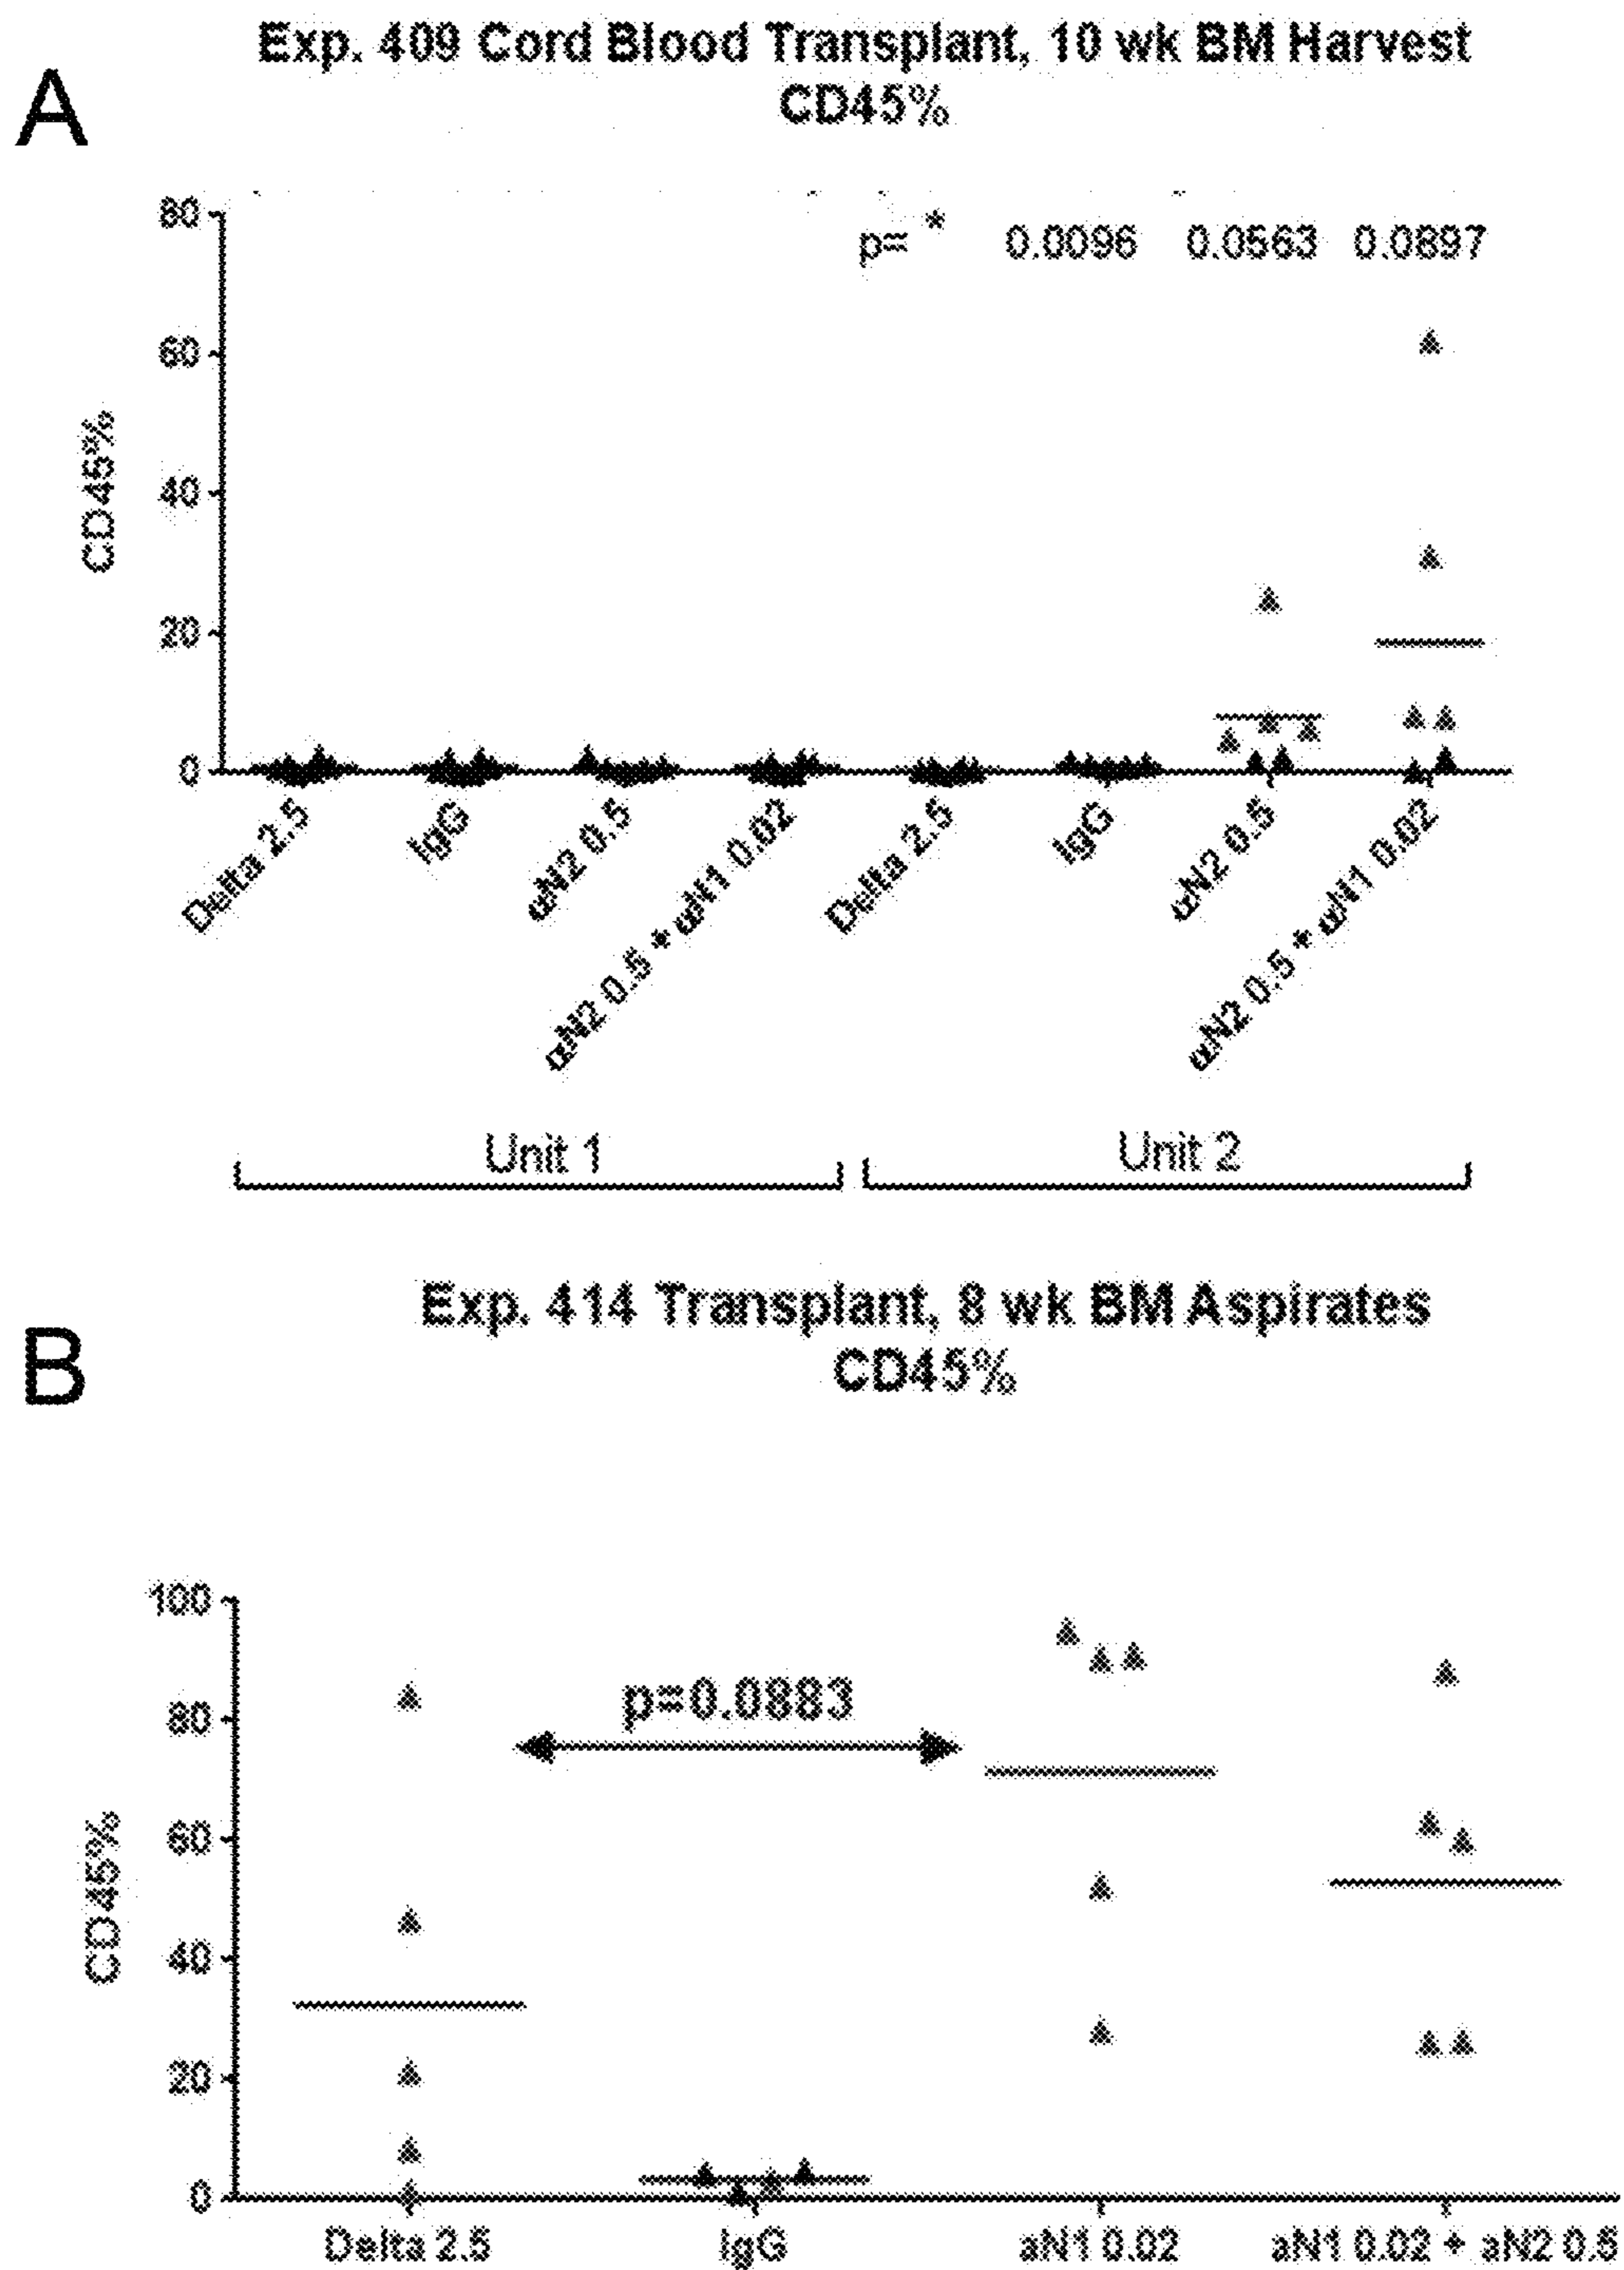 A
Exp. 409 Cord Blood Transplant, 10 wk BM Harvest
CD45%
80
60
40
20
0
CD45%
p= * 0.0096 0.0563 0.0897
Delta 2.5
IgG
αN2 0.5
αN2 0.5 + αN1 0.02
Delta 2.5
IgG
αN2 0.5
αN2 0.5 + αN1 0.02
Unit 1
Unit 2
B
Exp. 414 Transplant, 8 wk BM Aspirates
CD45%
100
80
60
40
20
0
CD45%
p=0.0883
Delta 2.5
IgG
aN1 0.02
aN1 0.02 + aN2 0.5